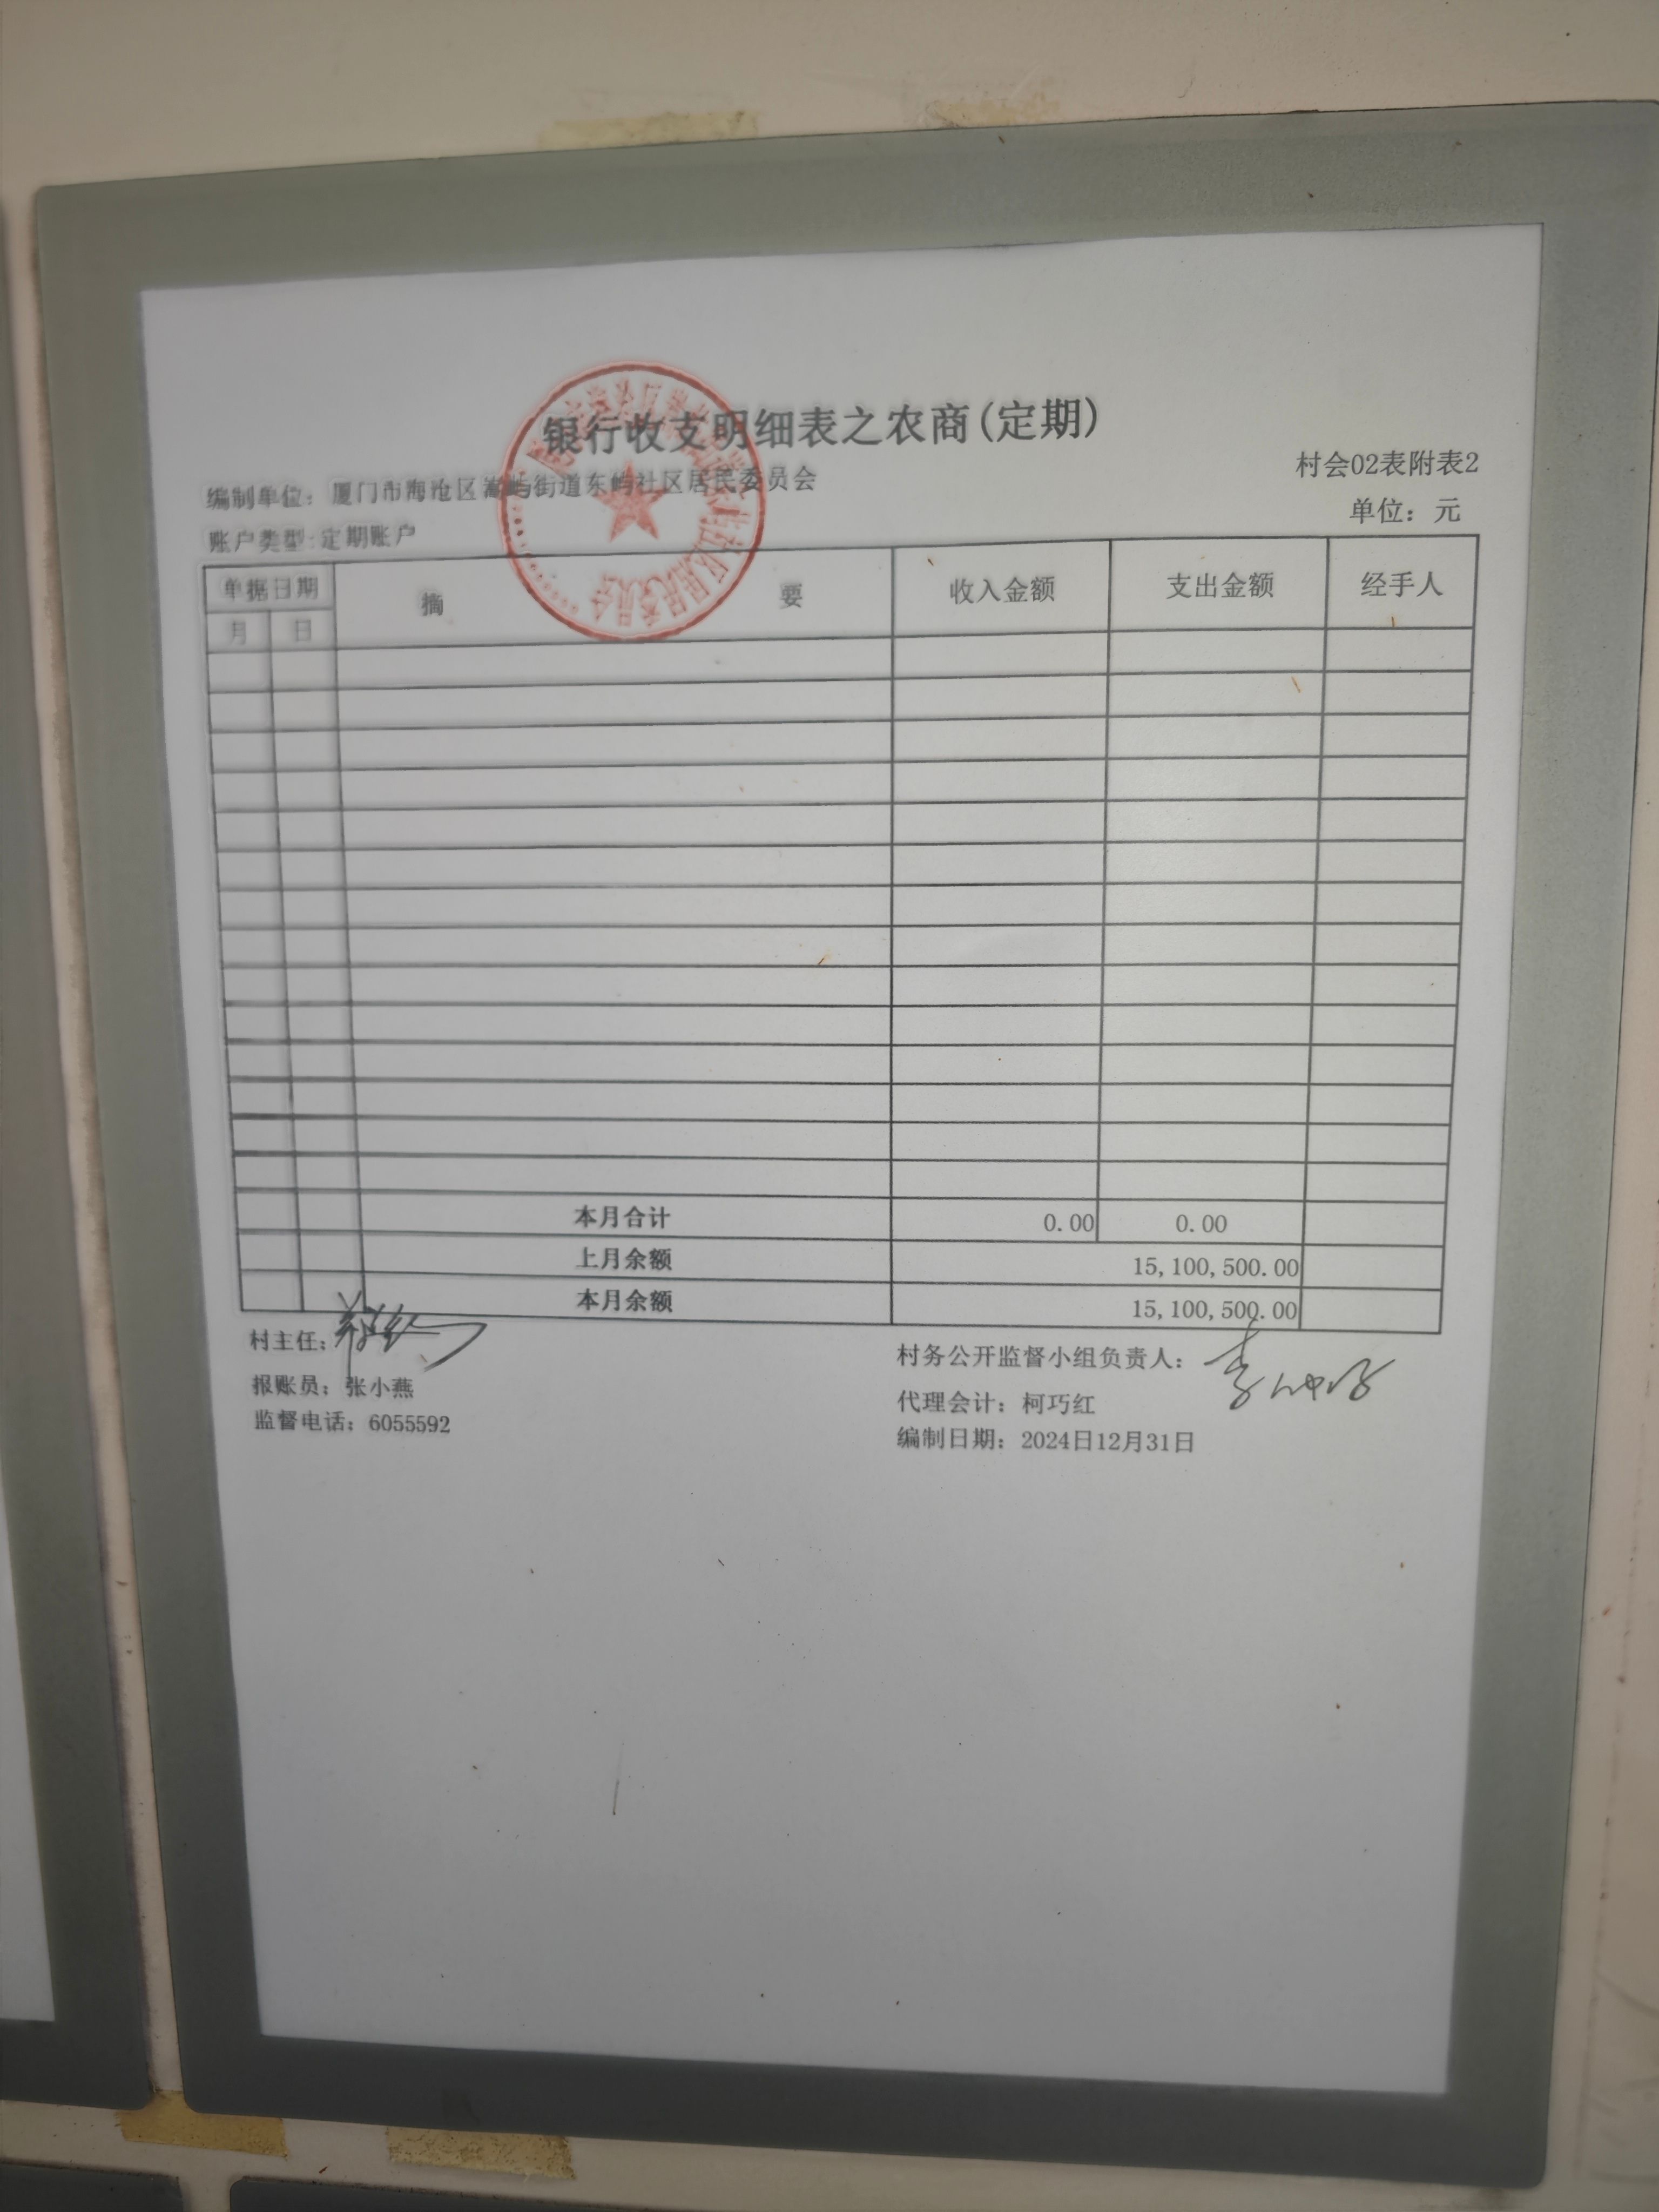 银行收支明细表之农商(定期)
村会02表附表2
编制单位：厦门市海沧区嵩屿街道东屿社区居民委员会
单位：元
账户类型:定期账户
单据日期 摘 要 收入金额 支出金额 经手人
月 日
本月合计 0.00 0.00
上月余额 15,100,500.00
本月余额 15,100,500.00
村主任：
村务公开监督小组负责人：
报账员：张小燕
代理会计：柯巧红
监督电话：6055592
编制日期：2024日12月31日